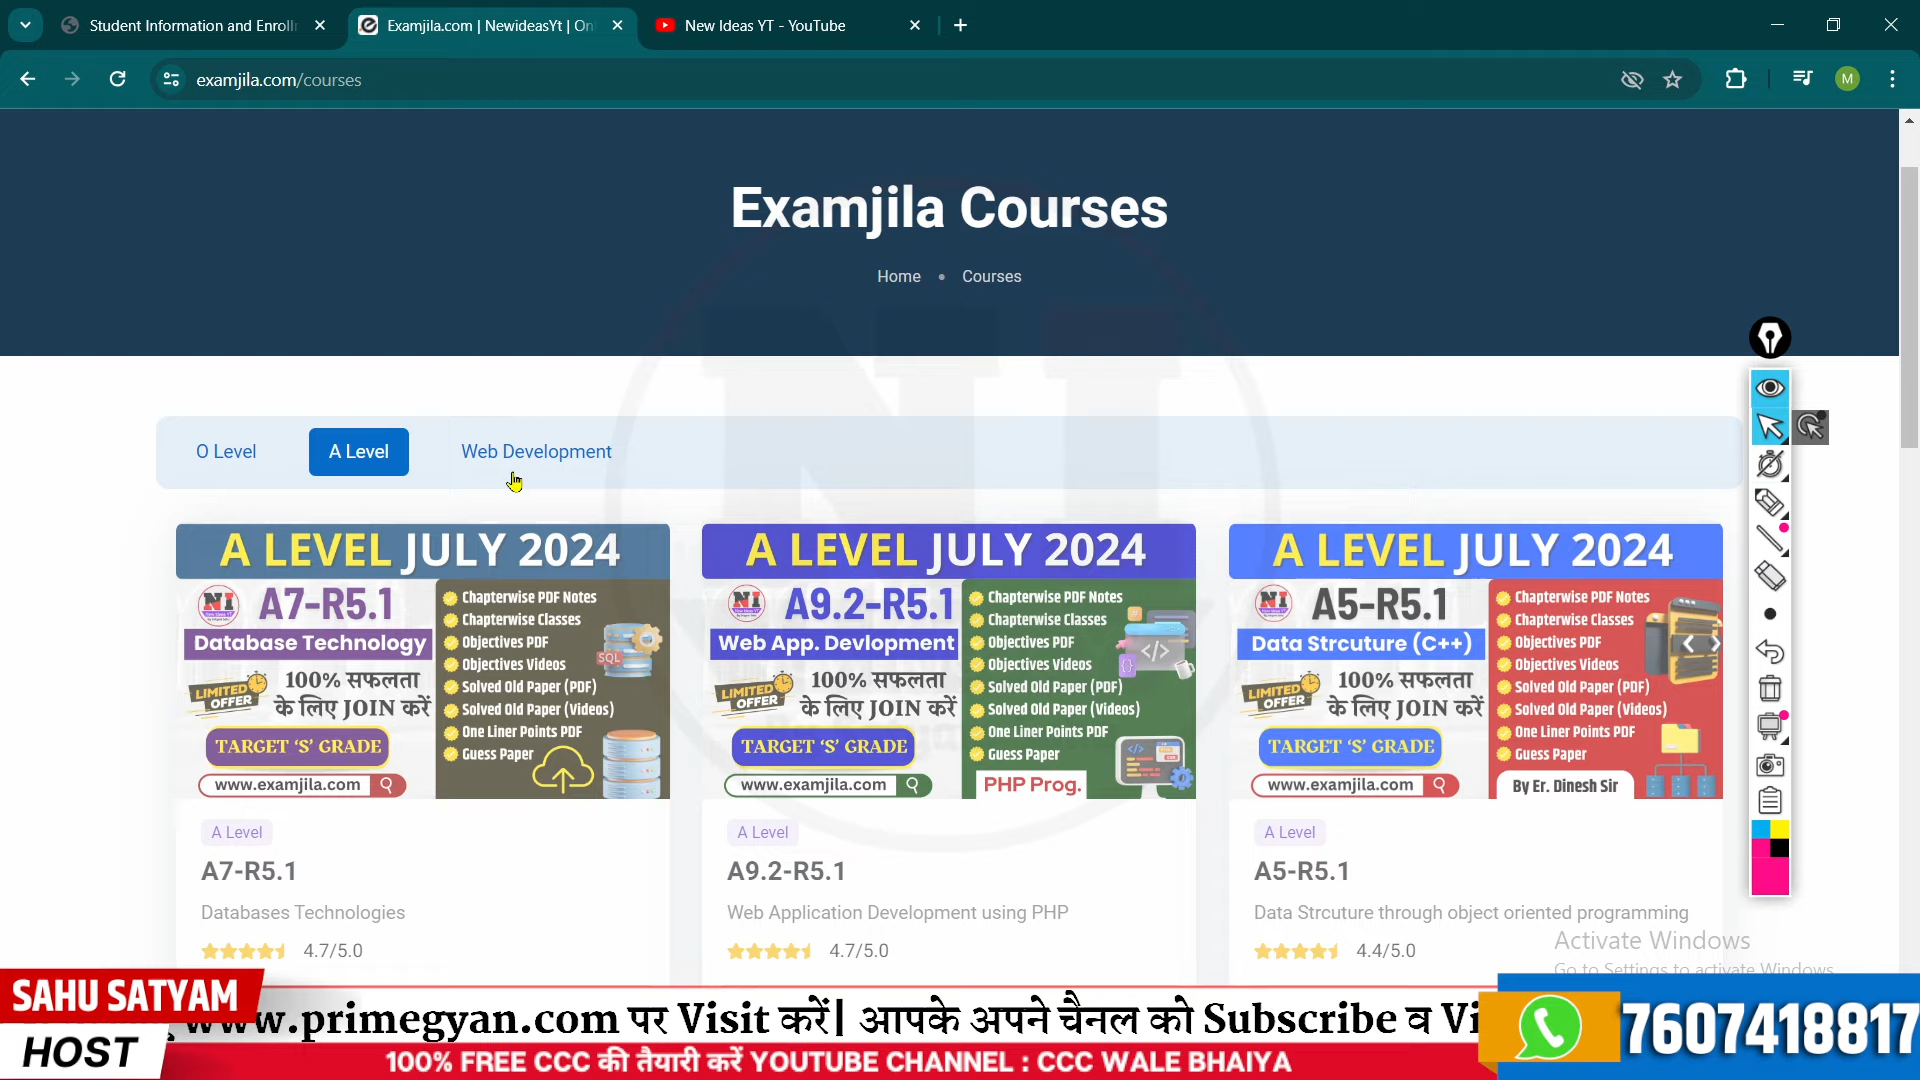 Student Information and Enrolln
Examjila.com | NewideasYt | On
New Ideas YT - YouTube
examjila.com/courses
M
Examjila Courses
Home • Courses
O Level
A Level
Web Development
A LEVEL JULY 2024
NI
A7-R5.1
Database Technology
LIMITED OFFER
100% सफलता
के लिए JOIN करें
TARGET ‘S’ GRADE
www.examjila.com
Chapterwise PDF Notes
Chapterwise Classes
Objectives PDF
Objectives Videos
Solved Old Paper (PDF)
Solved Old Paper (Videos)
One Liner Points PDF
Guess Paper
SQL
A LEVEL JULY 2024
NI
A9.2-R5.1
Web App. Devlopment
LIMITED OFFER
100% सफलता
के लिए JOIN करें
TARGET ‘S’ GRADE
www.examjila.com
Chapterwise PDF Notes
Chapterwise Classes
Objectives PDF
Objectives Videos
Solved Old Paper (PDF)
Solved Old Paper (Videos)
One Liner Points PDF
Guess Paper
PHP Prog.
A LEVEL JULY 2024
NI
A5-R5.1
Data Strcuture (C++)
LIMITED OFFER
100% सफलता
के लिए JOIN करें
TARGET ‘S’ GRADE
www.examjila.com
Chapterwise PDF Notes
Chapterwise Classes
Objectives PDF
Objectives Videos
Solved Old Paper (PDF)
Solved Old Paper (Videos)
One Liner Points PDF
Guess Paper
By Er. Dinesh Sir
A Level
A7-R5.1
Databases Technologies
4.7/5.0
A Level
A9.2-R5.1
Web Application Development using PHP
4.7/5.0
A Level
A5-R5.1
Data Strcuture through object oriented programming
4.4/5.0
Activate Windows
Go to Settings to activate Windows.
SAHU SATYAM
HOST
www.primegyan.com पर Visit करें| आपके अपने चैनल को Subscribe व Vi
100% FREE CCC की तैयारी करें YOUTUBE CHANNEL : CCC WALE BHAIYA
7607418817